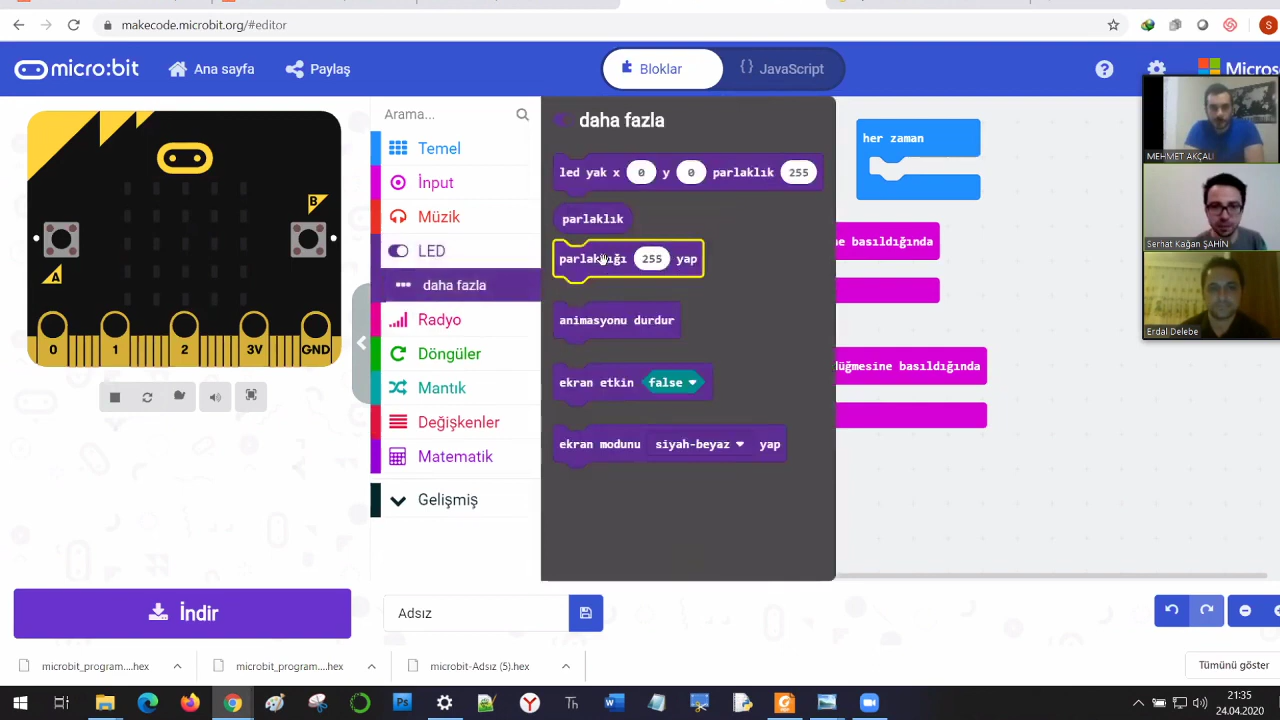 makecode.microbit.org/#editor
S
micro:bit
Ana sayfa
Paylaş
Bloklar
{} JavaScript
?
Micros
A
B
0
1
2
3V
GND
Arama...
Temel
İnput
Müzik
LED
daha fazla
Radyo
Döngüler
Mantık
Değişkenler
Matematik
Gelişmiş
daha fazla
led yak x 0 y 0 parlaklık 255
parlaklık
255 yap
animasyonu durdur
ekran etkin false
ekran modunu siyah-beyaz yap
her zaman
basıldığında
düğmesine basıldığında
MEHMET AKÇALI
Serhat Kağan ŞAHİN
Erdal Delebe
İndir
Adsız
microbit_program....hex
microbit_program....hex
microbit-Adsız (5).hex
Tümünü göster
Ps
Y
Th
W
21:35
24.04.2020